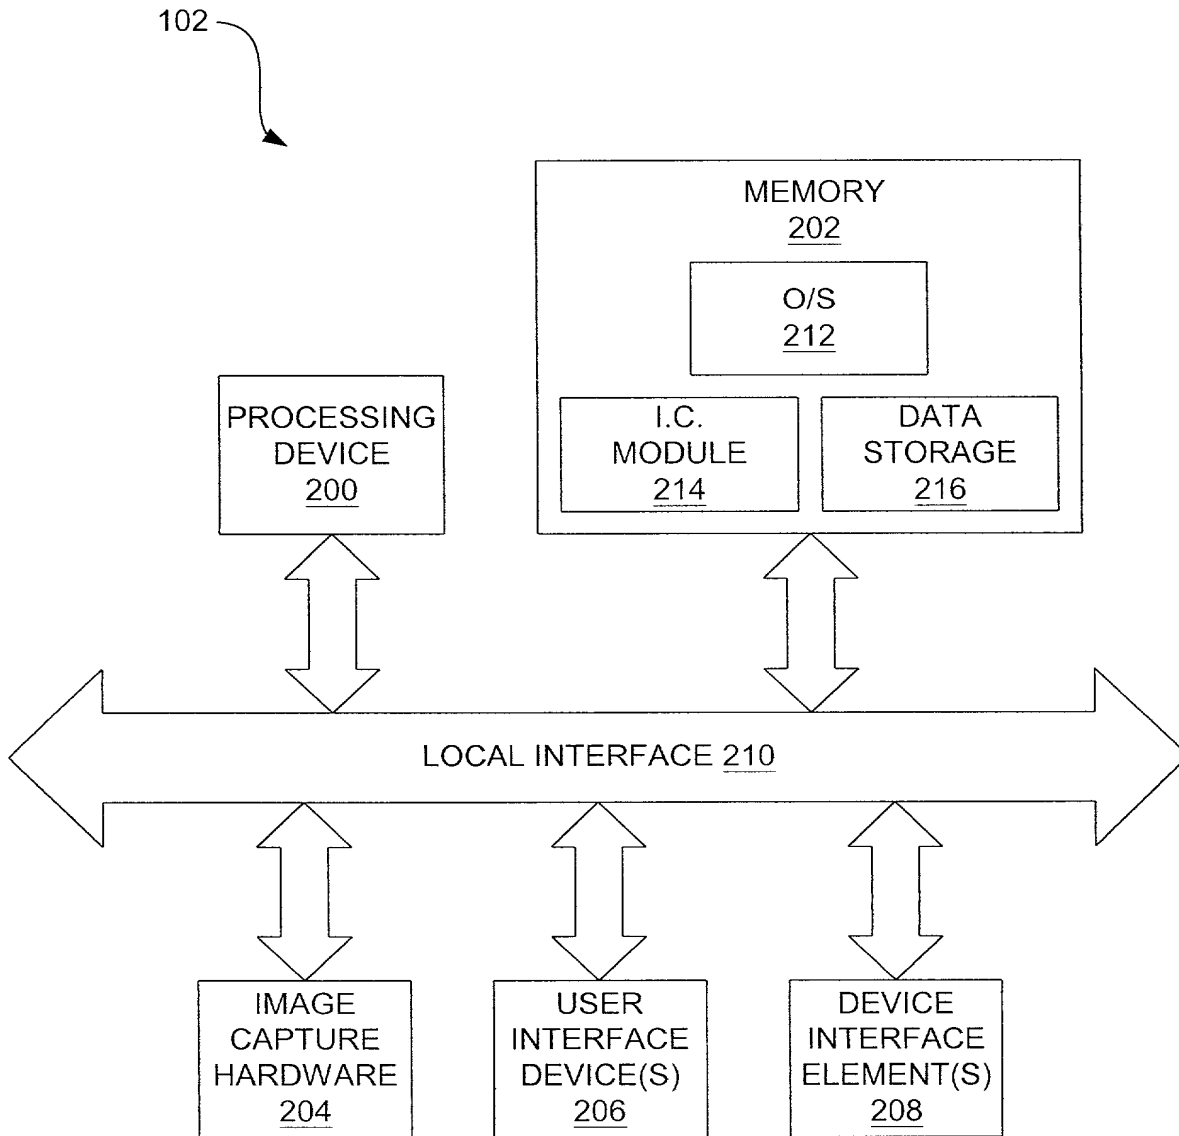 102
MEMORY
202
O/S
212
PROCESSING
DEVICE
200
I.C.
MODULE
214
DATA
STORAGE
216
LOCAL INTERFACE 210
IMAGE
CAPTURE
HARDWARE
204
USER
INTERFACE
DEVICE(S)
206
DEVICE
INTERFACE
ELEMENT(S)
208